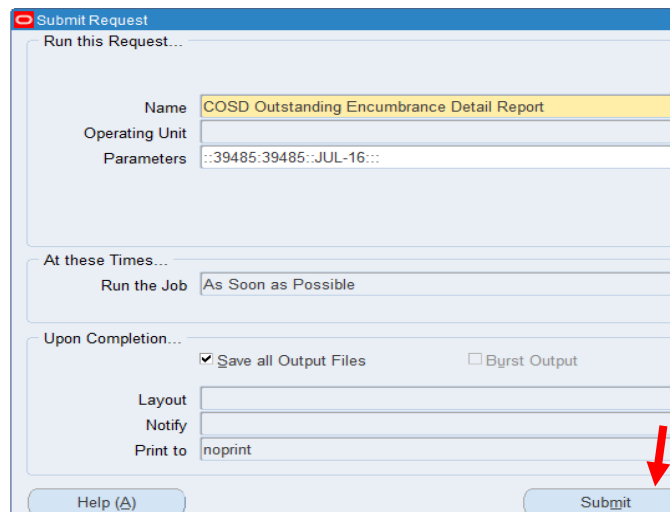 Submit Request
Run this Request...
Name COSD Outstanding Encumbrance Detail Report
Operating Unit
Parameters ::39485:39485::JUL-16:::
At these Times...
Run the Job As Soon as Possible
Upon Completion...
Save all Output Files Burst Output
Layout
Notify
Print to noprint
Help (A) Submit